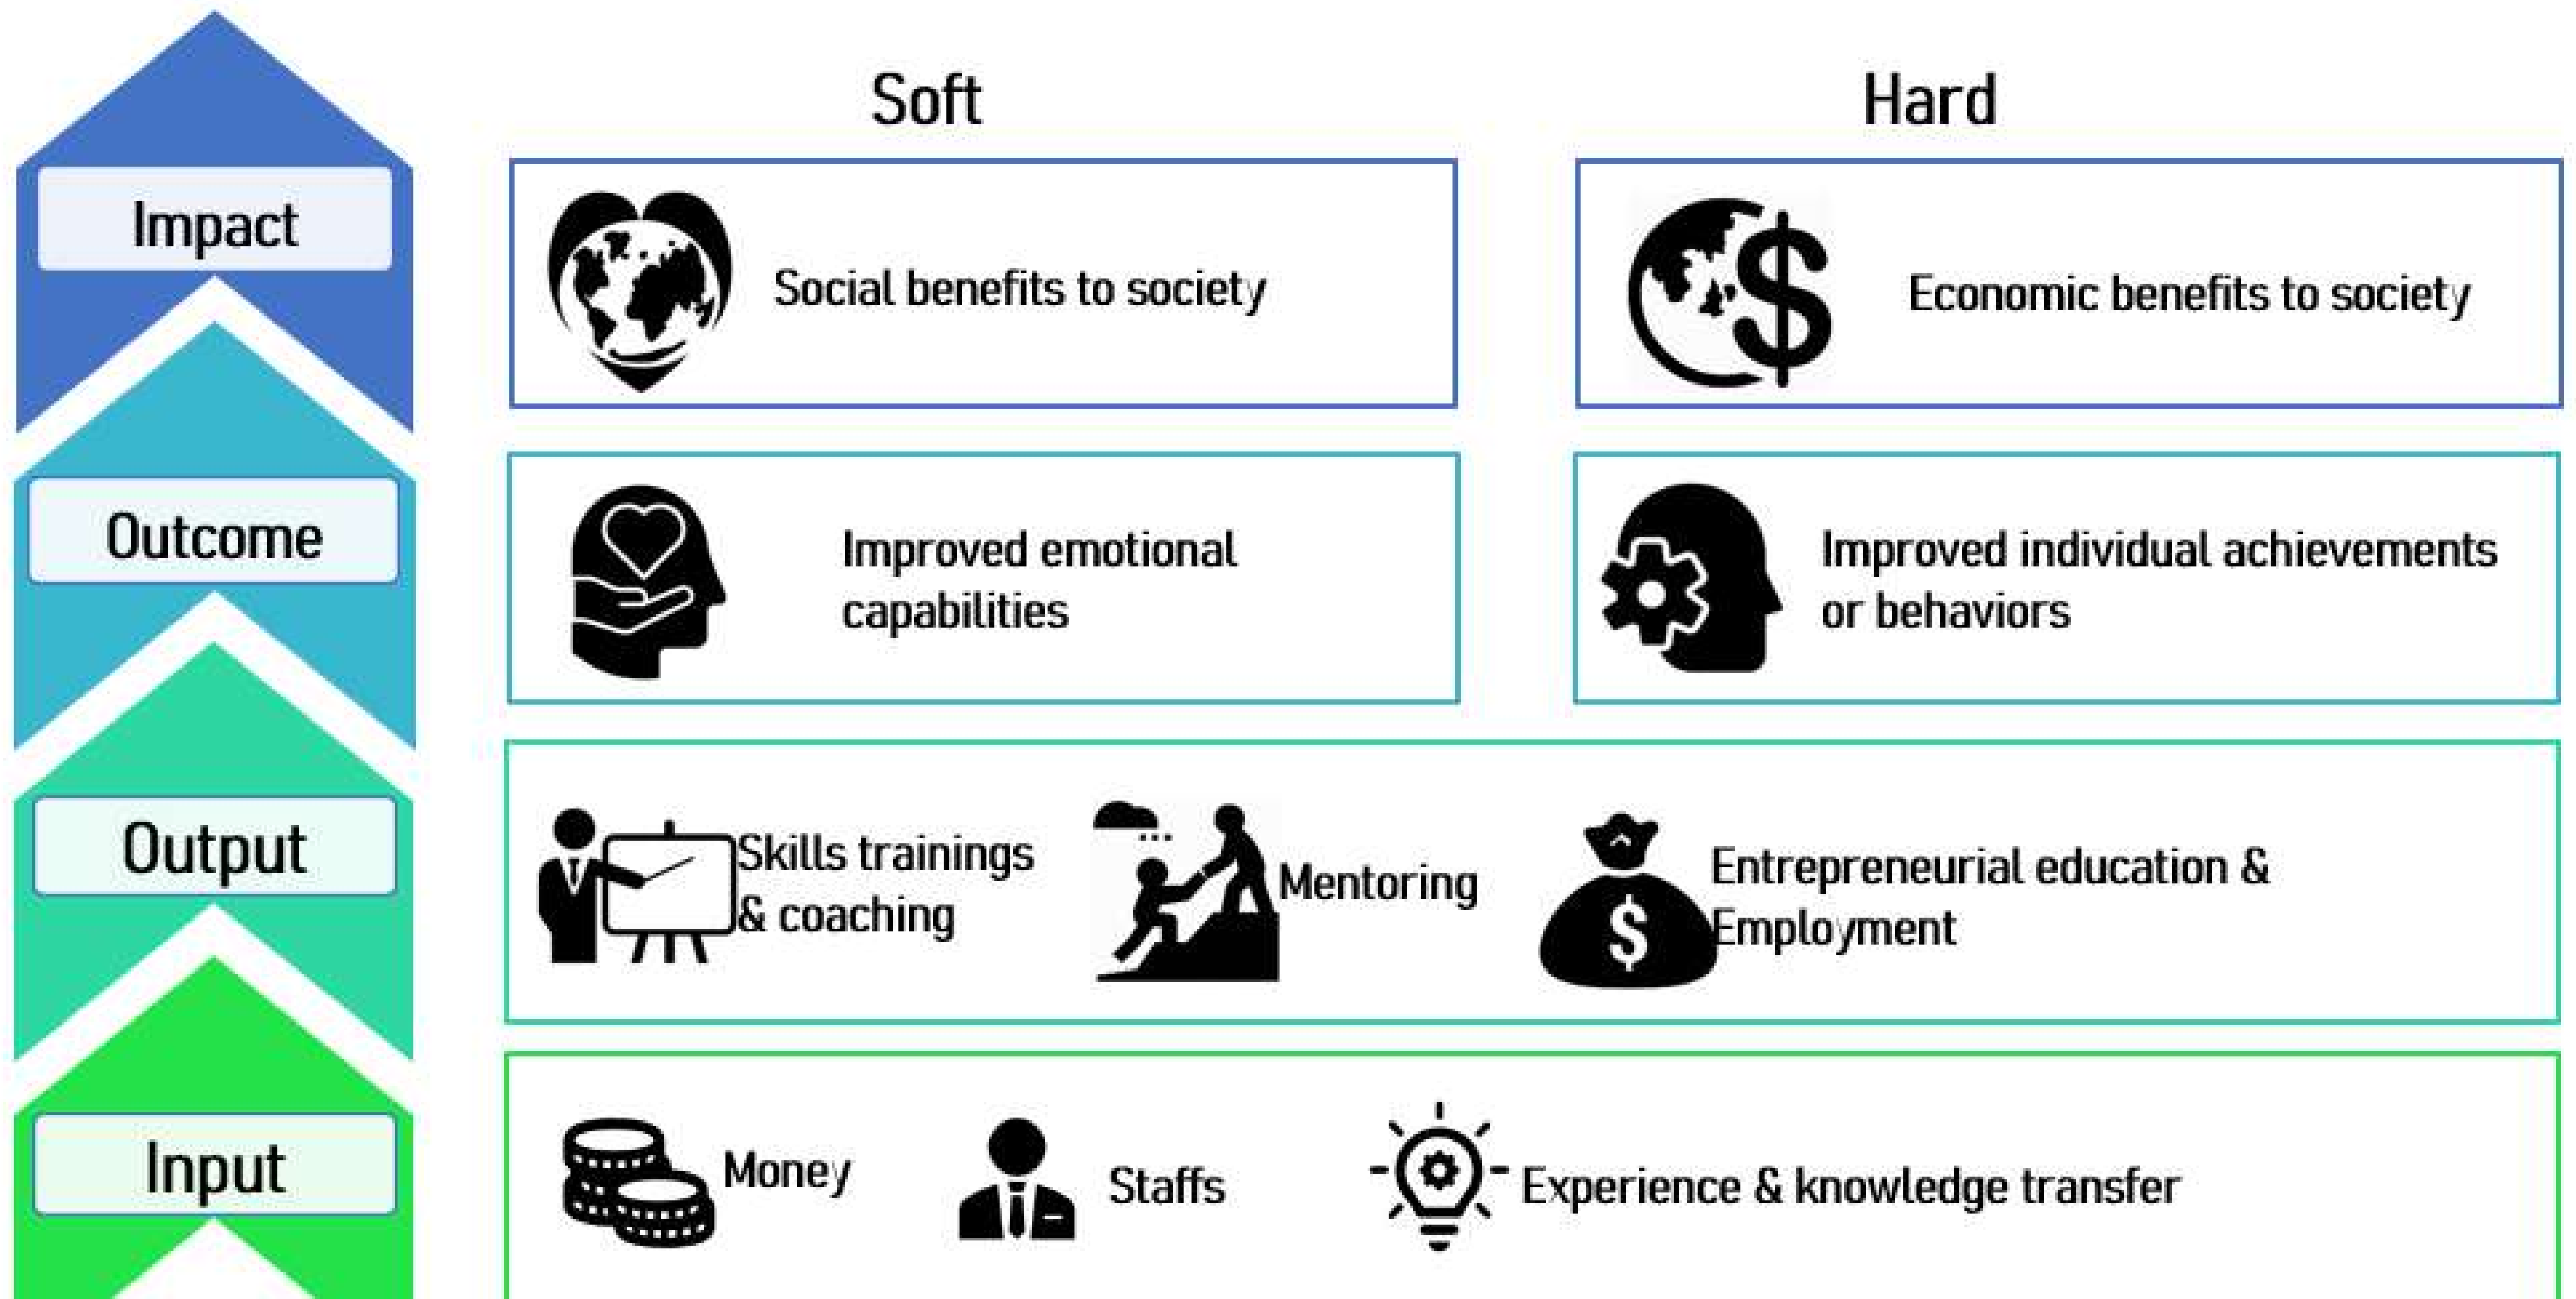 Soft
Hard
Impact
Social benefits to society
Economic benefits to society
Outcome
Improved emotional
capabilities
Improved individual achievements
or behaviors
Output
Skills trainings
& coaching
Mentoring
Entrepreneurial education &
Employment
Input
Money
Staffs
Experience & knowledge transfer